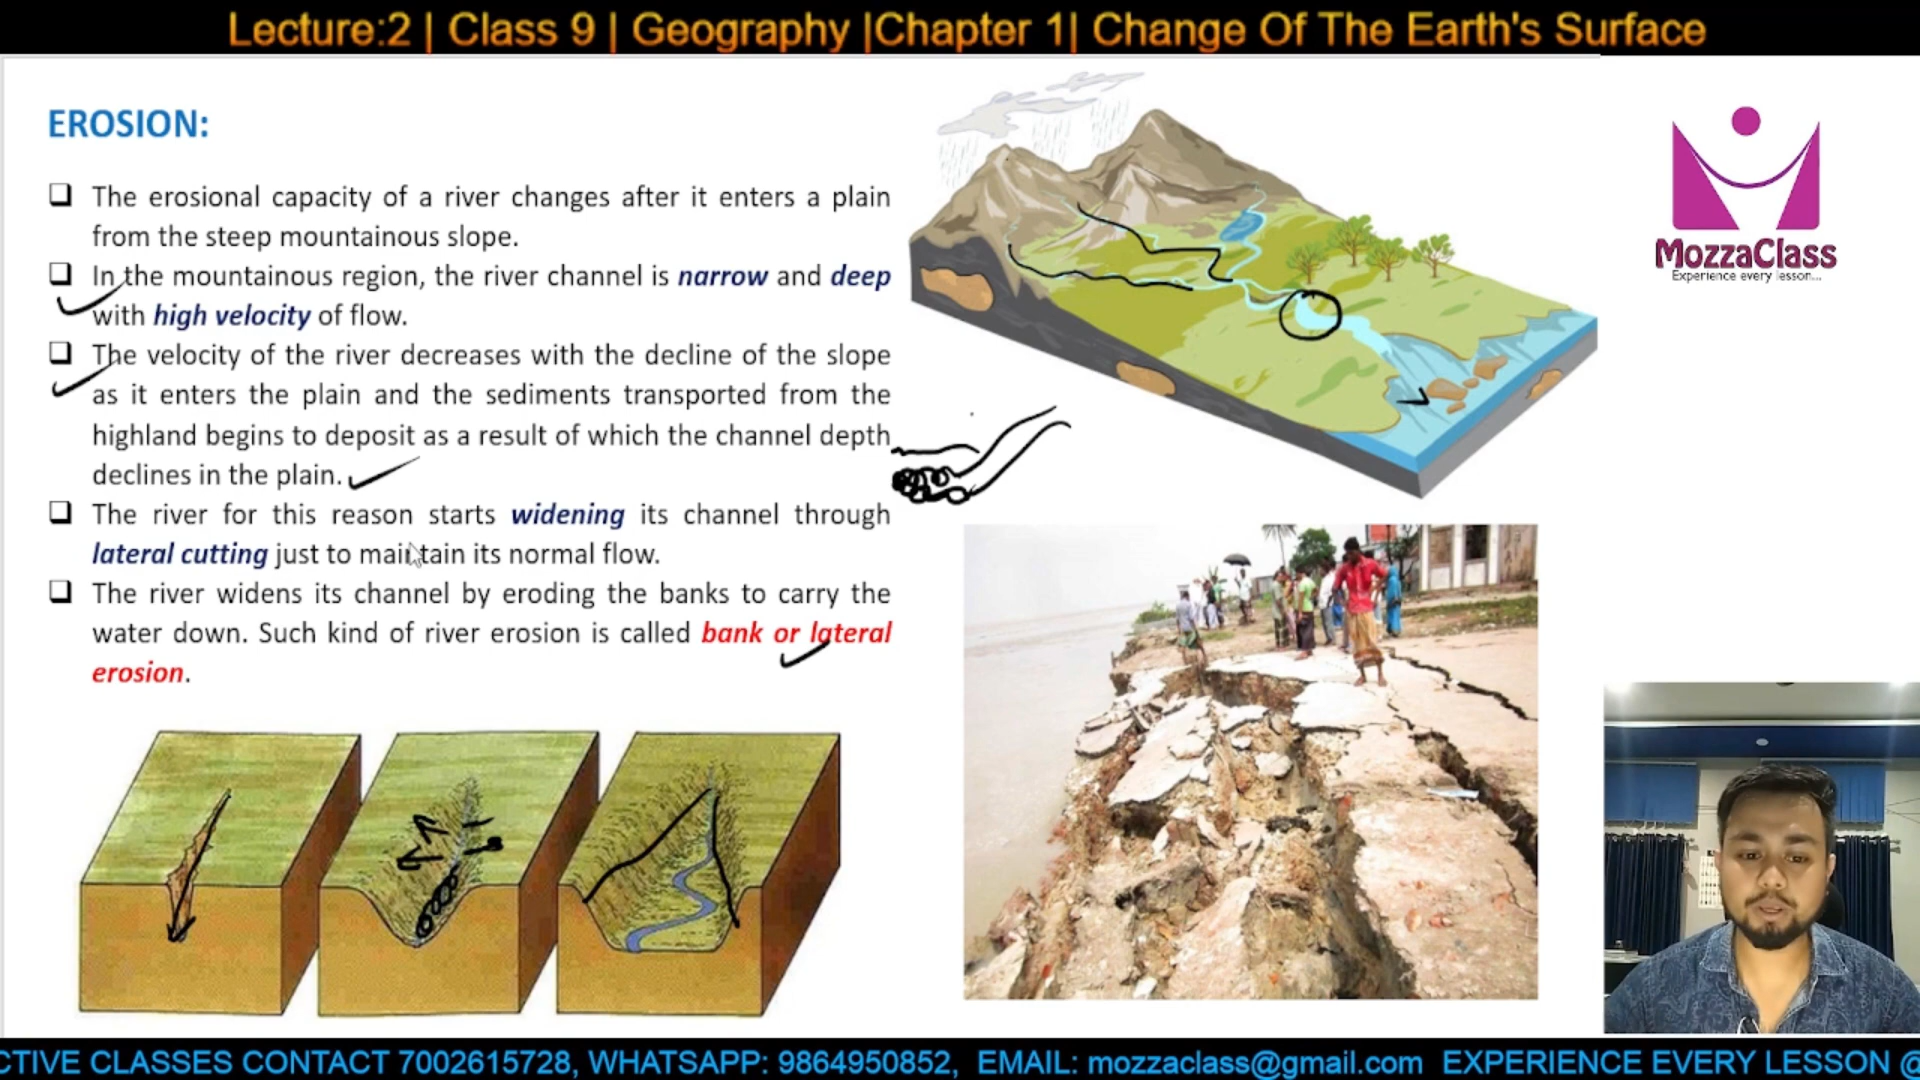 Lecture:2 | Class 9 | Geography |Chapter 1| Change Of The Earth's Surface
EROSION:
The erosional capacity of a river changes after it enters a plain
from the steep mountainous slope.
In the mountainous region, the river channel is narrow and deep
with high velocity of flow.
The velocity of the river decreases with the decline of the slope
as it enters the plain and the sediments transported from the
highland begins to deposit as a result of which the channel depth
declines in the plain.
The river for this reason starts widening its channel through
lateral cutting just to maintain its normal flow.
The river widens its channel by eroding the banks to carry the
water down. Such kind of river erosion is called bank or lateral
erosion.
MozzaClass
Experience every lesson...
CTIVE CLASSES CONTACT 7002615728, WHATSAPP: 9864950852, EMAIL: mozzaclass@gmail.com EXPERIENCE EVERY LESSON @